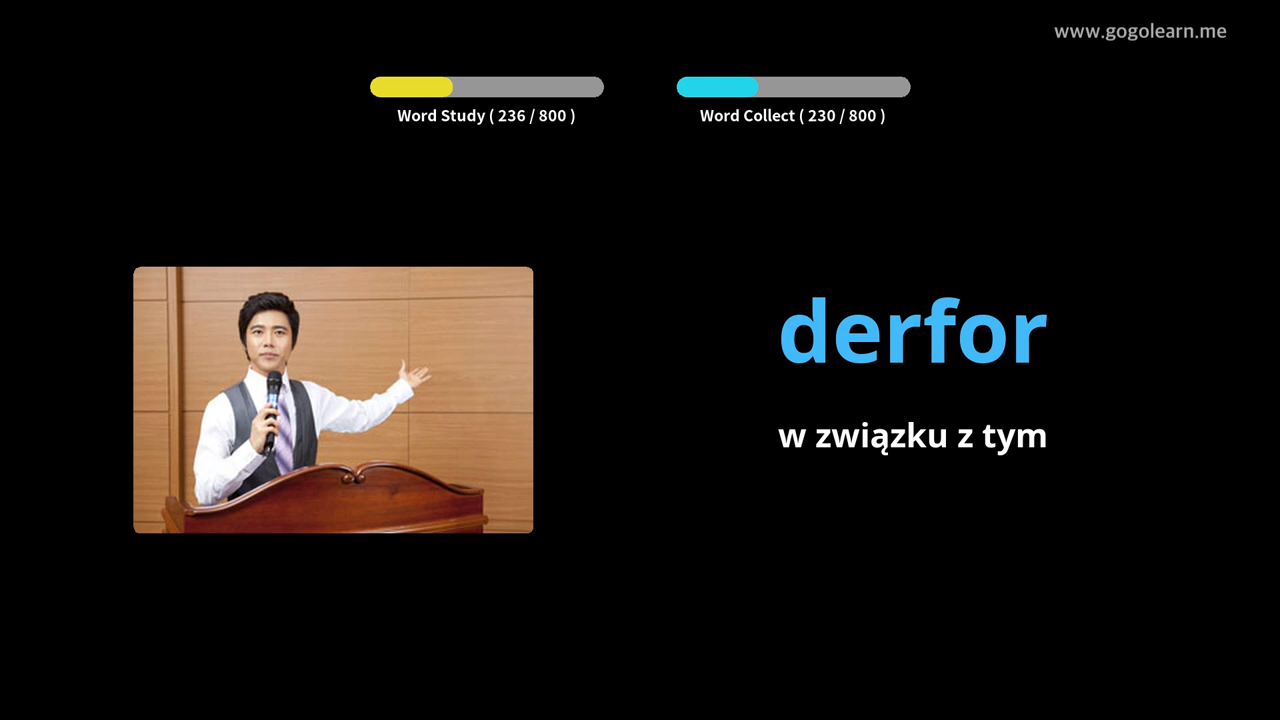 www.gogolearn.me
Word Study ( 236 / 800 )
Word Collect ( 230 / 800 )
derfor
w związku z tym